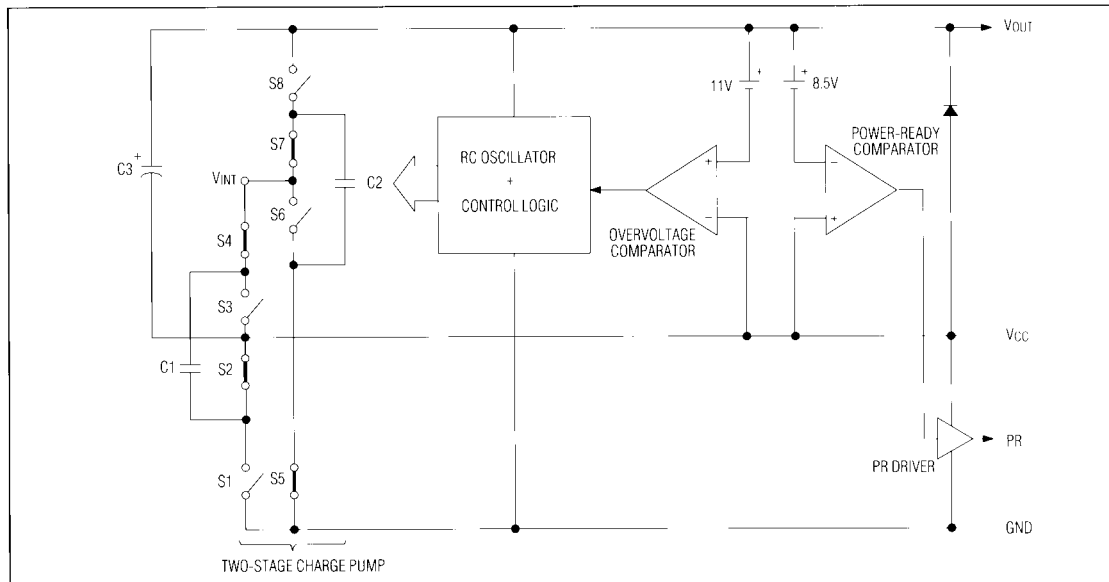 VOUT
S8
11V
+
8.5V
+
S7
C3
+
VINT
C2
RC OSCILLATOR
+
CONTROL LOGIC
POWER-READY
COMPARATOR
S6
+
−
−
+
S4
OVERVOLTAGE
COMPARATOR
S3
VCC
C1
S2
PR
S1
S5
PR DRIVER
GND
TWO-STAGE CHARGE PUMP